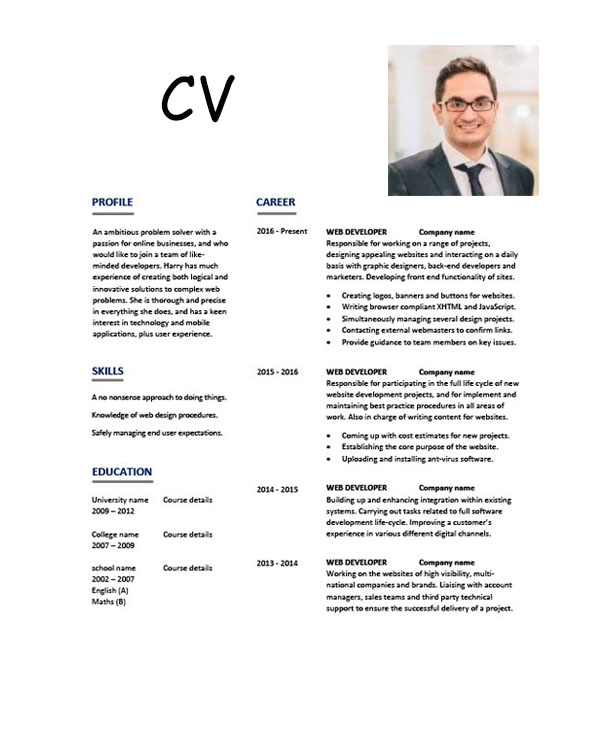 CV
PROFILE
An ambitious problem solver with a
passion for online businesses, and who
would like to join a team of like-
minded developers. Harry has much
experience of creating both logical and
innovative solutions to complex web
problems. She is thorough and precise
in everything she does, and has a keen
interest in technology and mobile
applications, plus user experience.
SKILLS
A no nonsense approach to doing things.
Knowledge of web design procedures.
Safely managing end user expectations.
EDUCATION
University name Course details
2009 – 2012
College name Course details
2007 – 2009
school name Course details
2002 – 2007
English (A)
Maths (B)
CAREER
2016 - Present WEB DEVELOPER Company name
Responsible for working on a range of projects,
designing appealing websites and interacting on a daily
basis with graphic designers, back-end developers and
marketers. Developing front end functionality of sites.
• Creating logos, banners and buttons for websites.
• Writing browser compliant XHTML and JavaScript.
• Simultaneously managing several design projects.
• Contacting external webmasters to confirm links.
• Provide guidance to team members on key issues.
2015 - 2016 WEB DEVELOPER Company name
Responsible for participating in the full life cycle of new
website development projects, and for implement and
maintaining best practice procedures in all areas of
work. Also in charge of writing content for websites.
• Coming up with cost estimates for new projects.
• Establishing the core purpose of the website.
• Uploading and installing ant-virus software.
2014 - 2015 WEB DEVELOPER Company name
Building up and enhancing integration within existing
systems. Carrying out tasks related to full software
development life-cycle. Improving a customer's
experience in various different digital channels.
2013 - 2014 WEB DEVELOPER Company name
Working on the websites of high visibility, multi-
national companies and brands. Liaising with account
managers, sales teams and third party technical
support to ensure the successful delivery of a project.